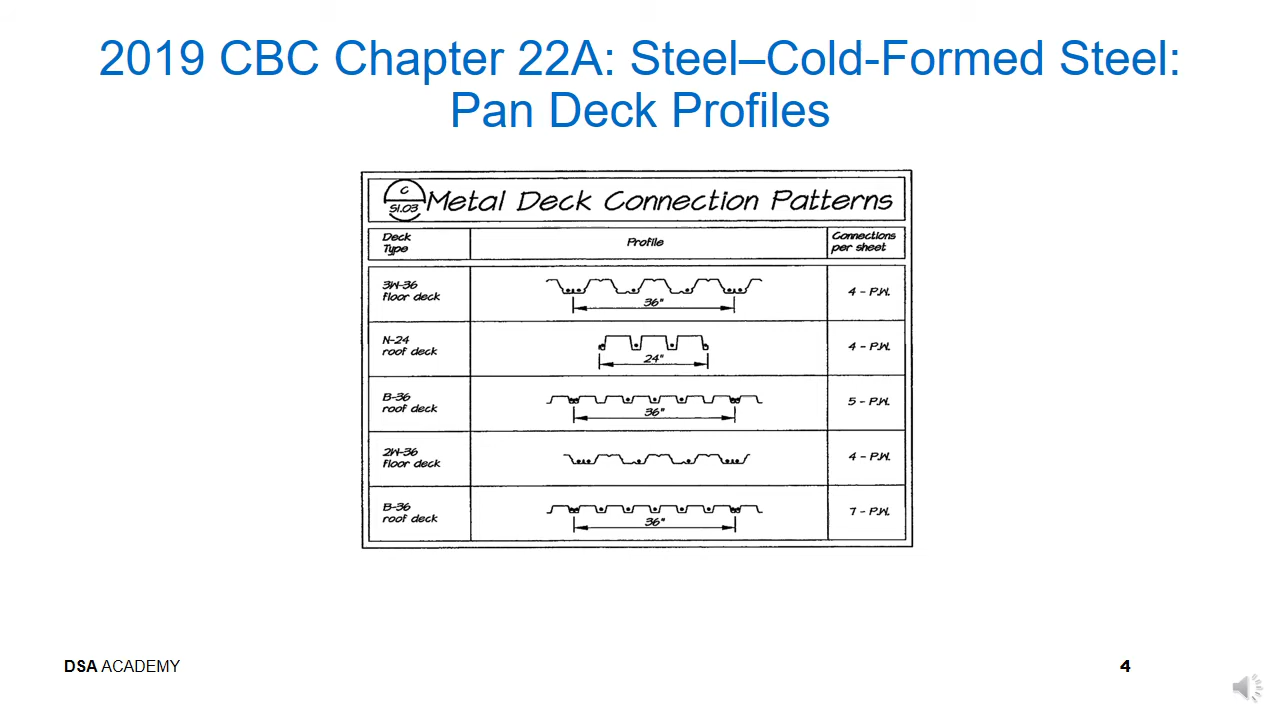 2019 CBC Chapter 22A: Steel–Cold-Formed Steel:
Pan Deck Profiles
C
S1.03
Metal Deck Connection Patterns
Deck
Type
Profile
Connections
per sheet
3W-36
floor deck
36"
4 - P.W.
N-24
roof deck
24"
4 - P.W.
B-36
roof deck
36"
5 - P.W.
2W-36
floor deck
4 - P.W.
B-36
roof deck
36"
7 - P.W.
DSA ACADEMY
4